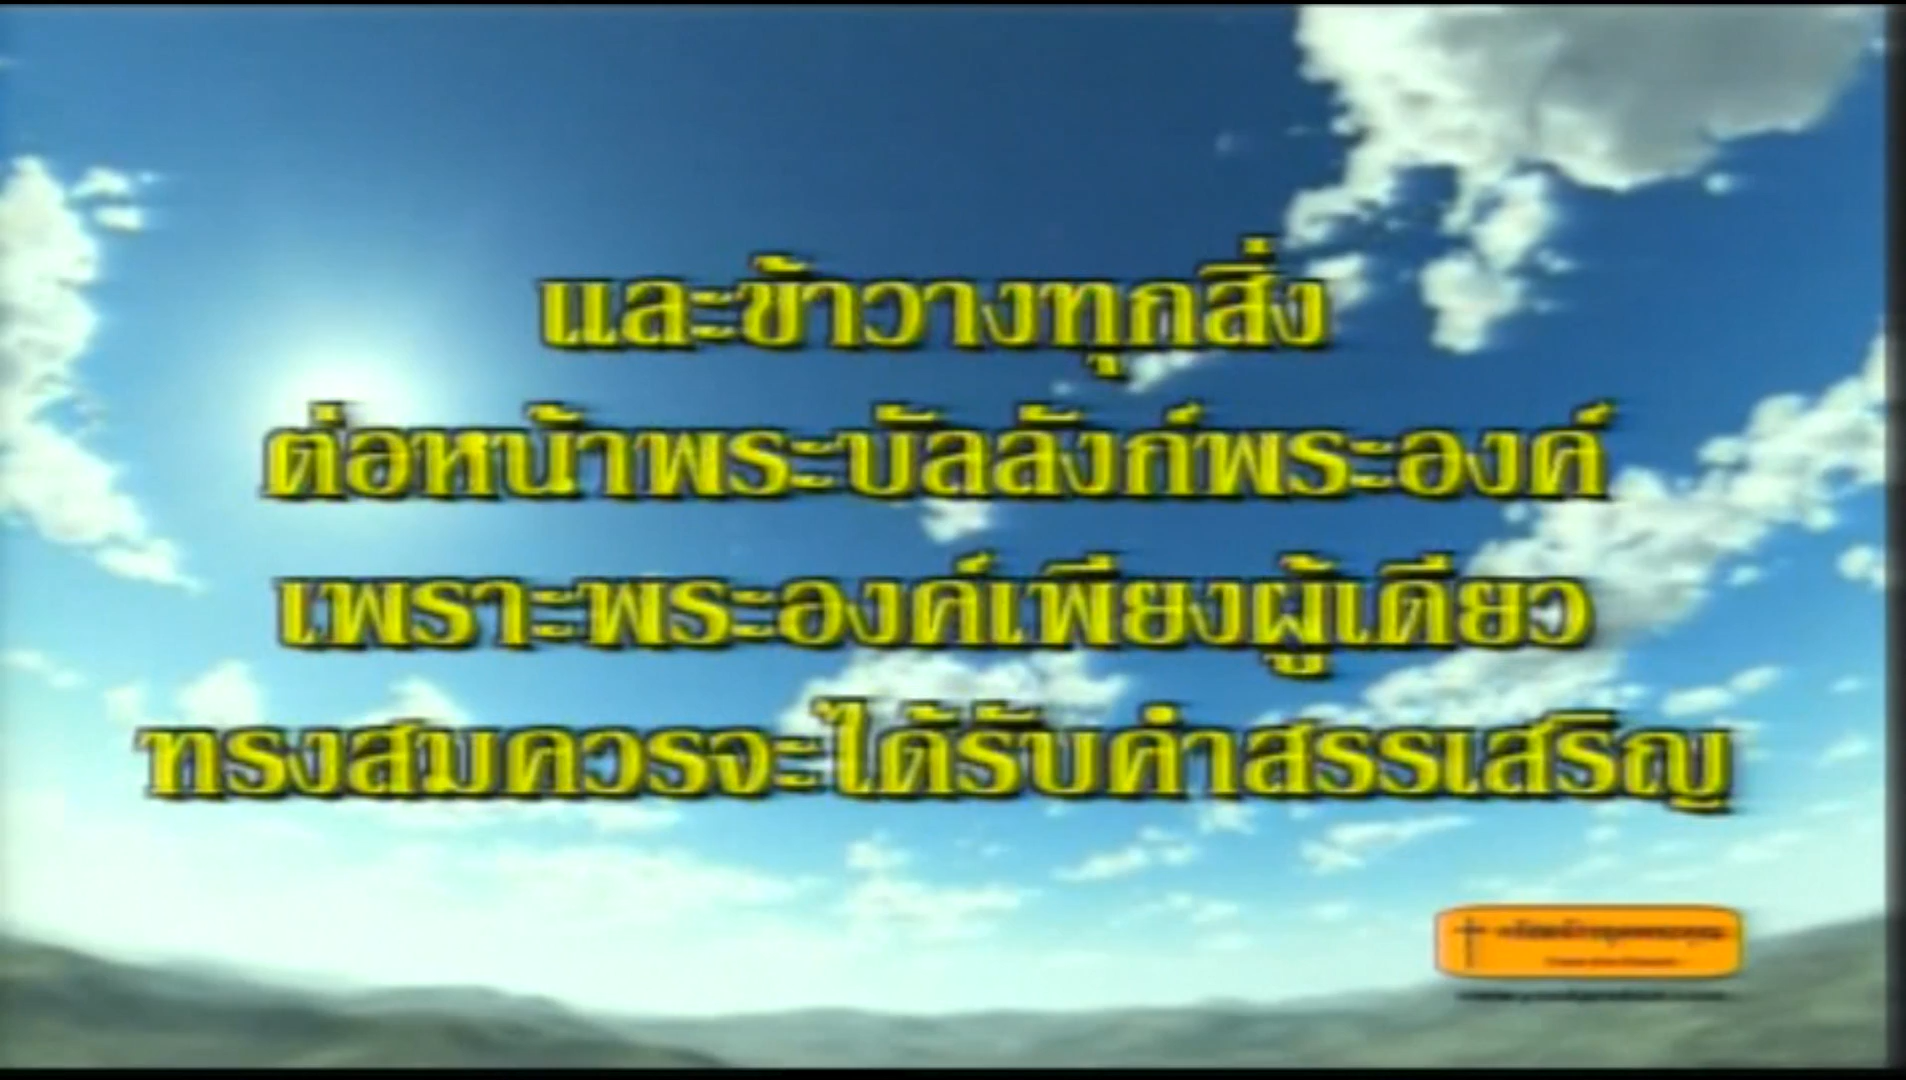 และข้าวางทุกสิ่ง
ต่อหน้าพระบัลลังก์พระองค์
เพราะพระองค์เพียงผู้เดียว
ทรงสมควรจะได้รับคำสรรเสริญ